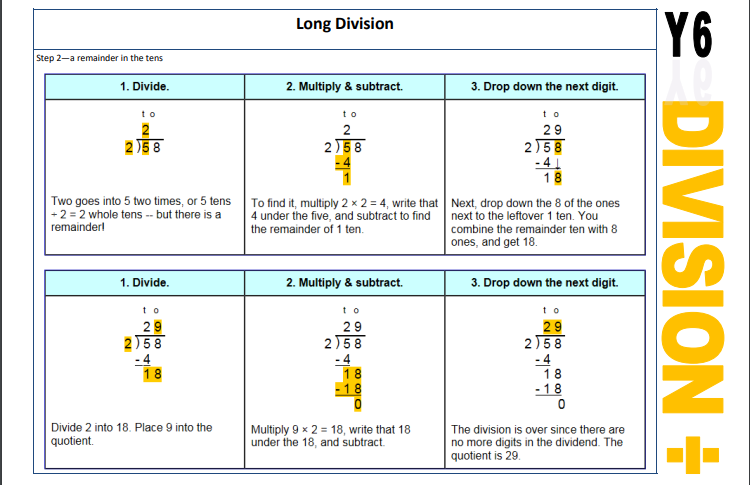 Long Division
Y6
Step 2—a remainder in the tens
1. Divide.
2. Multiply & subtract.
3. Drop down the next digit.
t o
2
2)5 8
Two goes into 5 two times, or 5 tens
÷ 2 = 2 whole tens -- but there is a
remainder!
t o
2
2)5 8
- 4
1
To find it, multiply 2 × 2 = 4, write that
4 under the five, and subtract to find
the remainder of 1 ten.
t o
2 9
2)5 8
- 4 ↓
1 8
Next, drop down the 8 of the ones
next to the leftover 1 ten. You
combine the remainder ten with 8
ones, and get 18.
1. Divide.
2. Multiply & subtract.
3. Drop down the next digit.
t o
2 9
2)5 8
- 4
1 8
Divide 2 into 18. Place 9 into the
quotient.
t o
2 9
2)5 8
- 4
1 8
- 1 8
0
Multiply 9 × 2 = 18, write that 18
under the 18, and subtract.
t o
2 9
2)5 8
- 4
1 8
- 1 8
0
The division is over since there are
no more digits in the dividend. The
quotient is 29.
DIVISION ÷